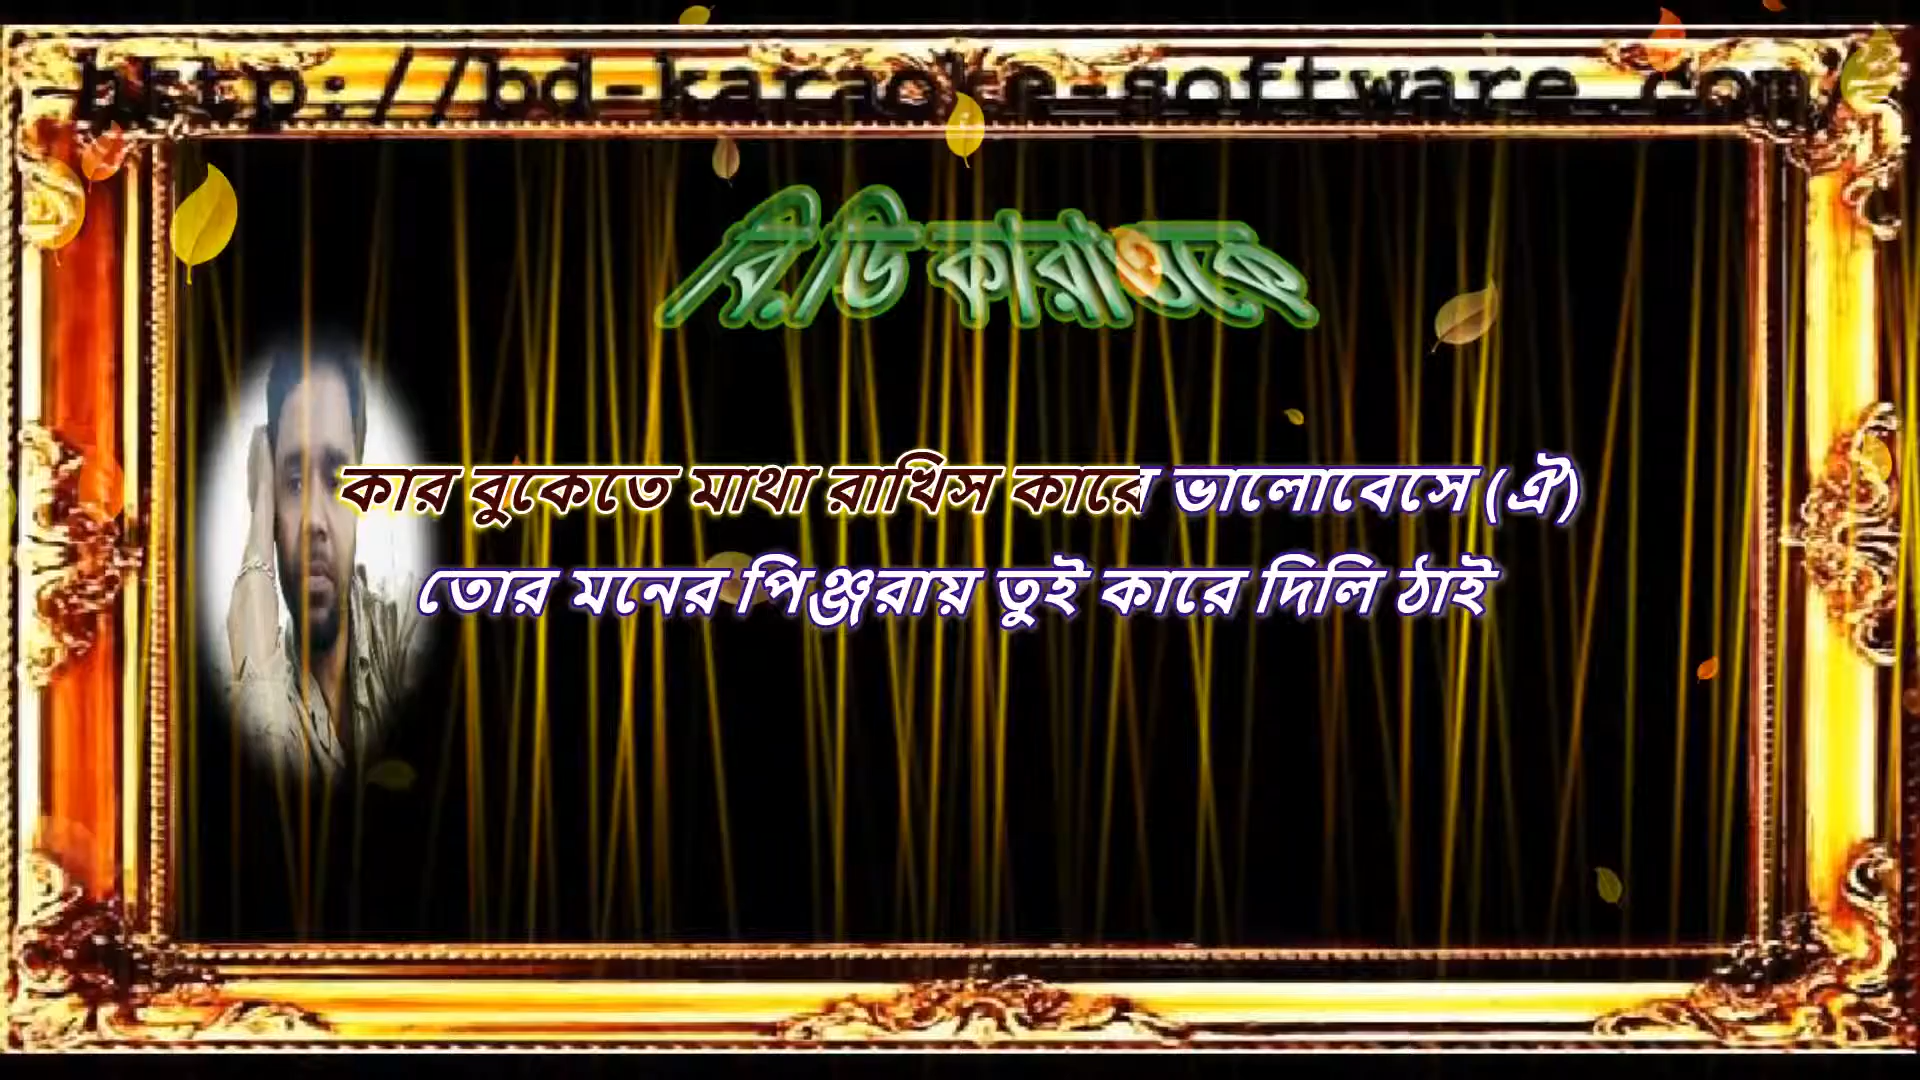 http://bd-karaoke-software.com/
বি.ডি কারাওকে
কার বুকেতে মাথা রাখিস কারে ভালোবেসে (ঐ)
তোর মনের পিঞ্জরায় তুই কারে দিলি ঠাই